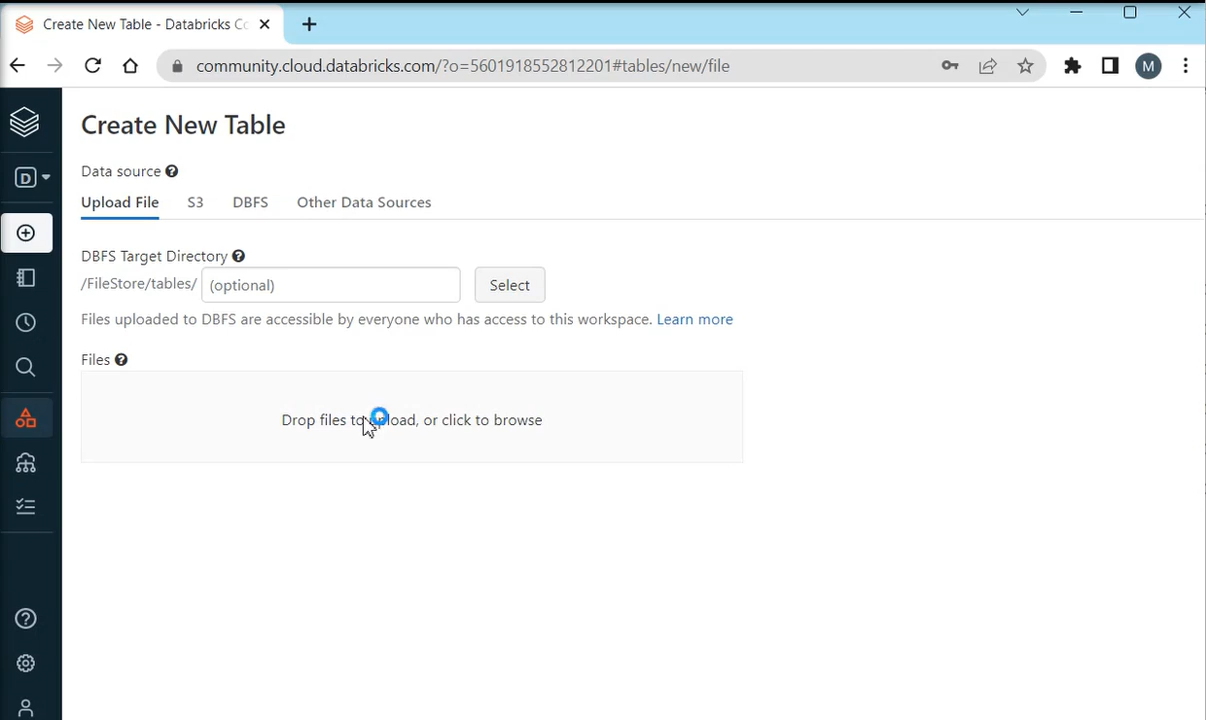 Create New Table - Databricks Co
community.cloud.databricks.com/?o=5601918552812201#tables/new/file
M
D
Create New Table
Data source
Upload File S3 DBFS Other Data Sources
DBFS Target Directory
/FileStore/tables/ (optional) Select
Files uploaded to DBFS are accessible by everyone who has access to this workspace. Learn more
Files
Drop files to upload, or click to browse